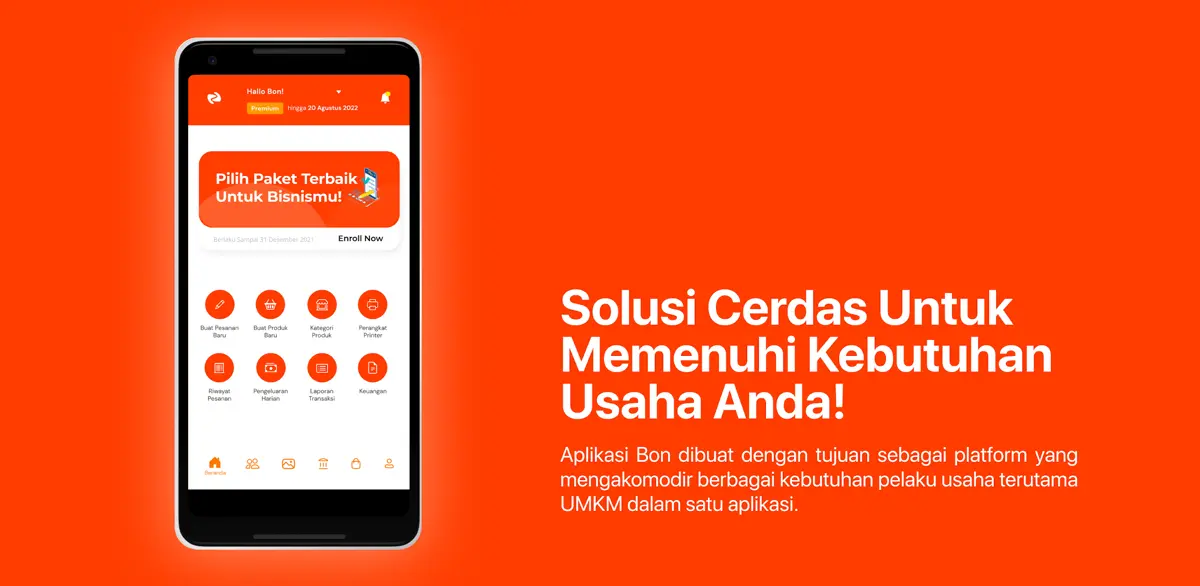 Hallo Bon!
Premium hingga 20 Agustus 2022
Pilih Paket Terbaik
Untuk Bisnismu!
Berlaku Sampai 31 Desember 2021
Enroll Now
Buat Pesanan
Baru
Buat Produk
Baru
Kategori
Produk
Perangkat
Printer
Riwayat
Pesanan
Pengeluaran
Harian
Laporan
Transaksi
Keuangan
Beranda
Solusi Cerdas Untuk
Memenuhi Kebutuhan
Usaha Anda!
Aplikasi Bon dibuat dengan tujuan sebagai platform yang
mengakomodir berbagai kebutuhan pelaku usaha terutama
UMKM dalam satu aplikasi.